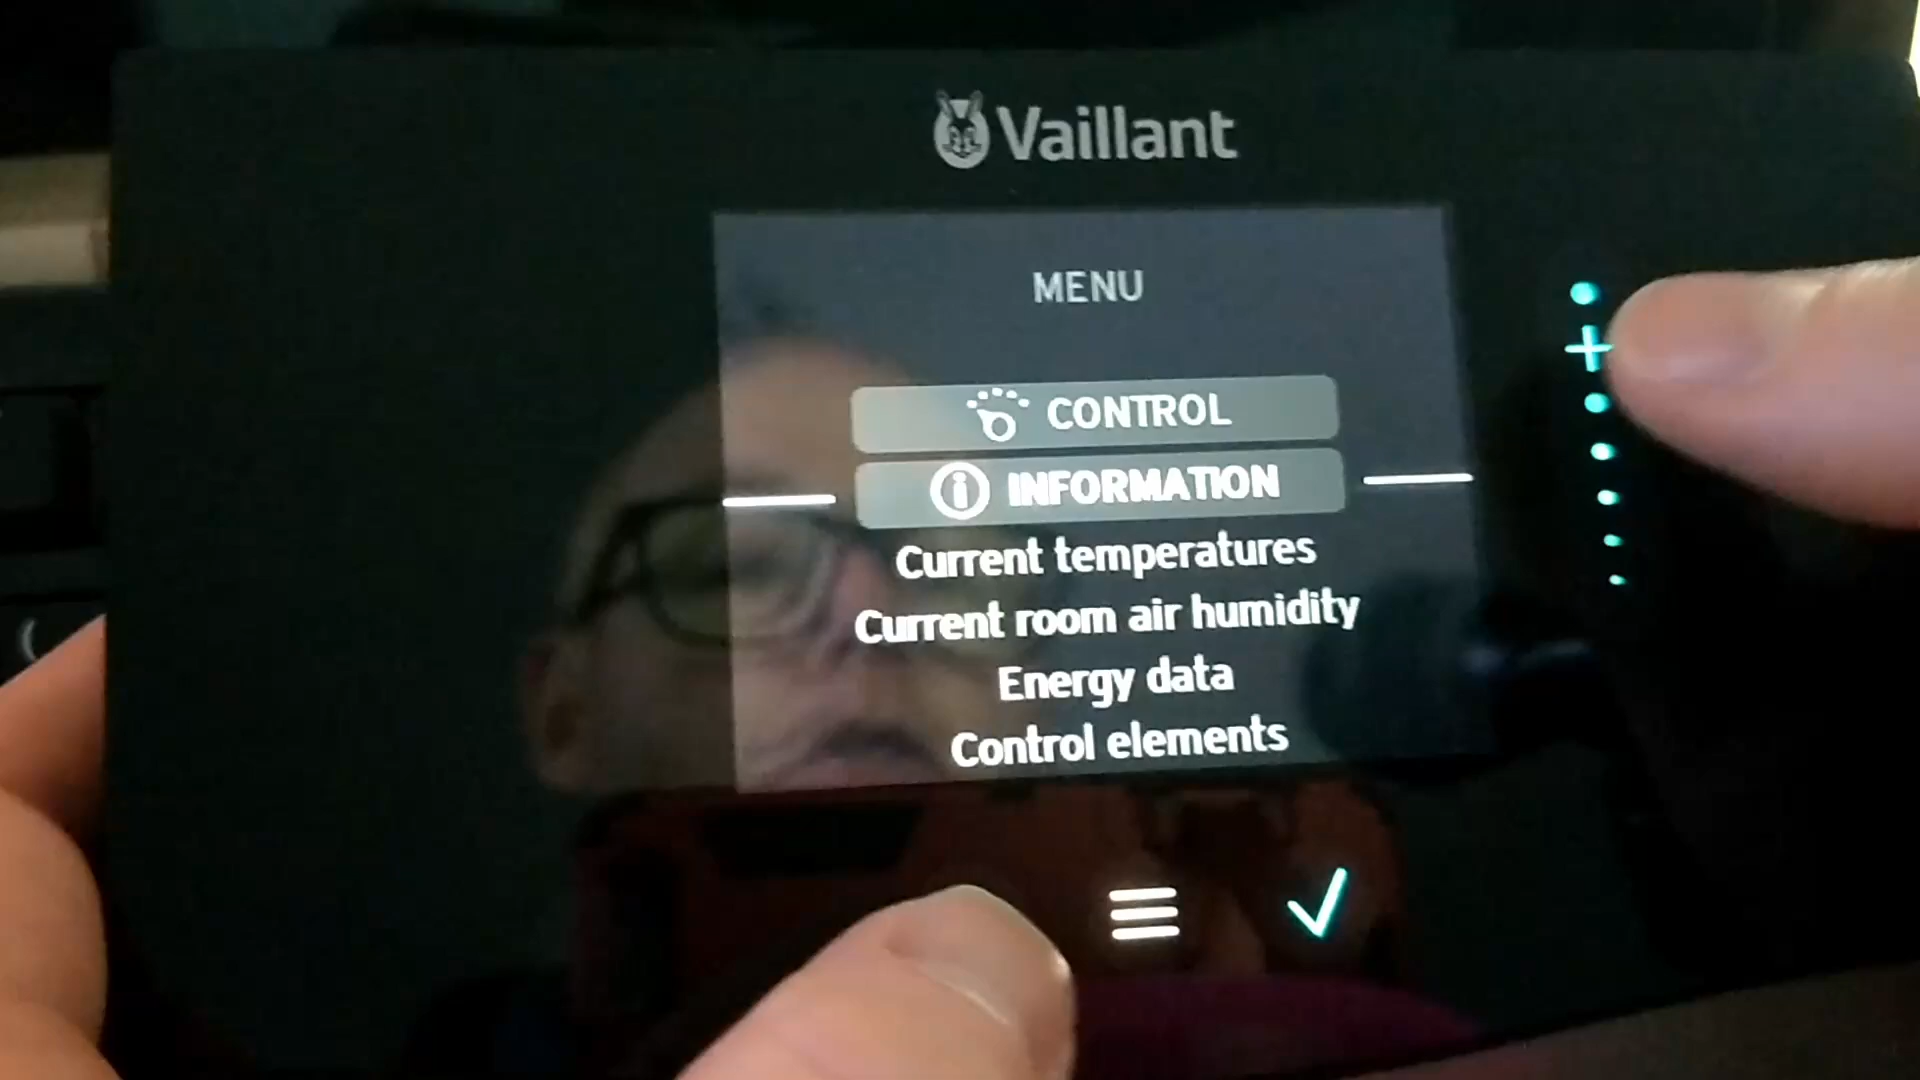 Vaillant
MENU
CONTROL
INFORMATION
Current temperatures
Current room air humidity
Energy data
Control elements